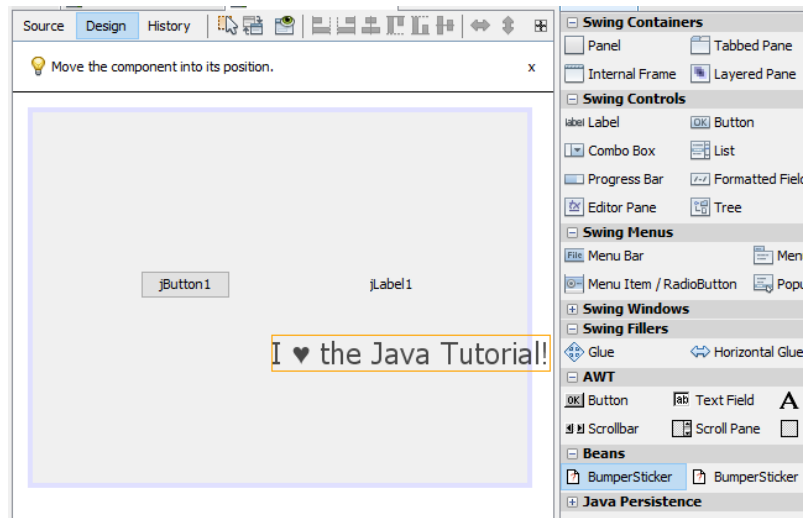 Source Design History
Move the component into its position. x
jButton1 jLabel1
I ♥ the Java Tutorial!
Swing Containers
Panel Tabbed Pane
Internal Frame Layered Pane
Swing Controls
label Label OK Button
Combo Box List
Progress Bar Formatted Field
Editor Pane Tree
Swing Menus
File Menu Bar Menu
Menu Item / RadioButton Popu
Swing Windows
Swing Fillers
Glue Horizontal Glue
AWT
OK Button ab Text Field A
Scrollbar Scroll Pane
Beans
BumperSticker BumperSticker
Java Persistence